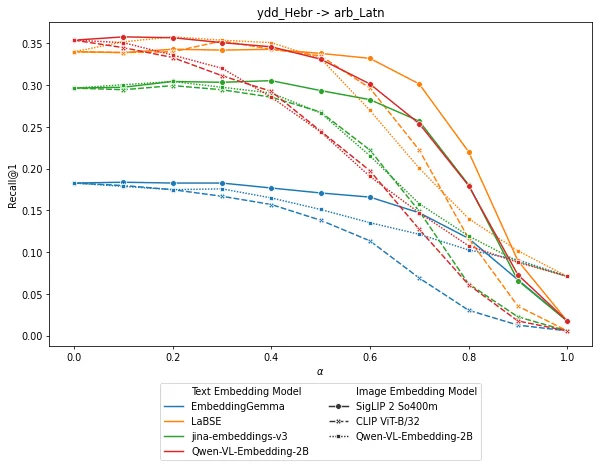 ydd_Hebr -> arb_Latn
Recall@1
0.35
0.30
0.25
0.20
0.15
0.10
0.05
0.00
0.0 0.2 0.4 0.6 0.8 1.0
α
Text Embedding Model
EmbeddingGemma
LaBSE
jina-embeddings-v3
Qwen-VL-Embedding-2B
Image Embedding Model
SigLIP 2 So400m
CLIP ViT-B/32
Qwen-VL-Embedding-2B